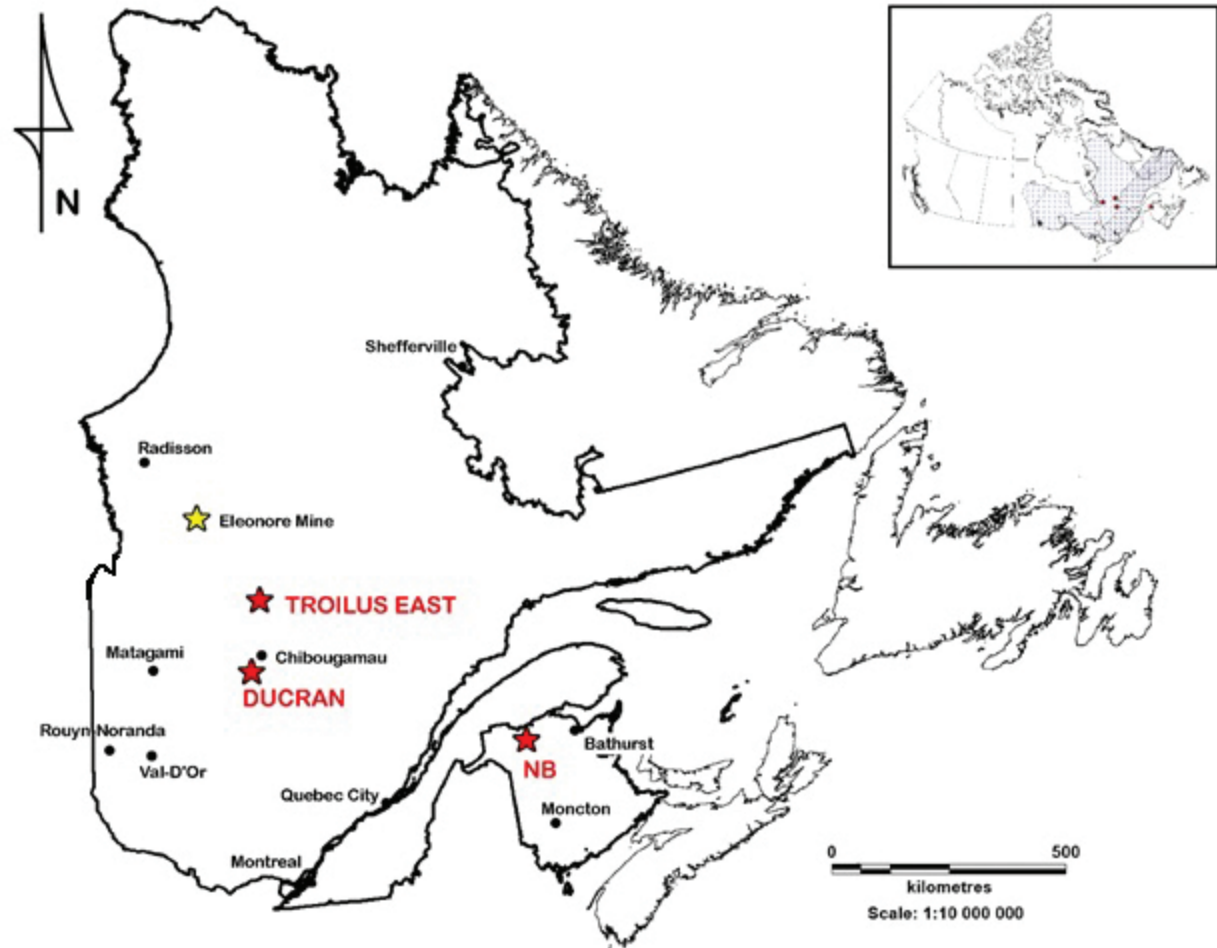 N
Shefferville
Radisson
Eleonore Mine
TROILUS EAST
Matagami
Chibougamau
DUCRAN
Rouyn-Noranda
Val-D'Or
Bathurst
NB
Quebec City
Moncton
Montreal
0 500
kilometres
Scale: 1:10 000 000